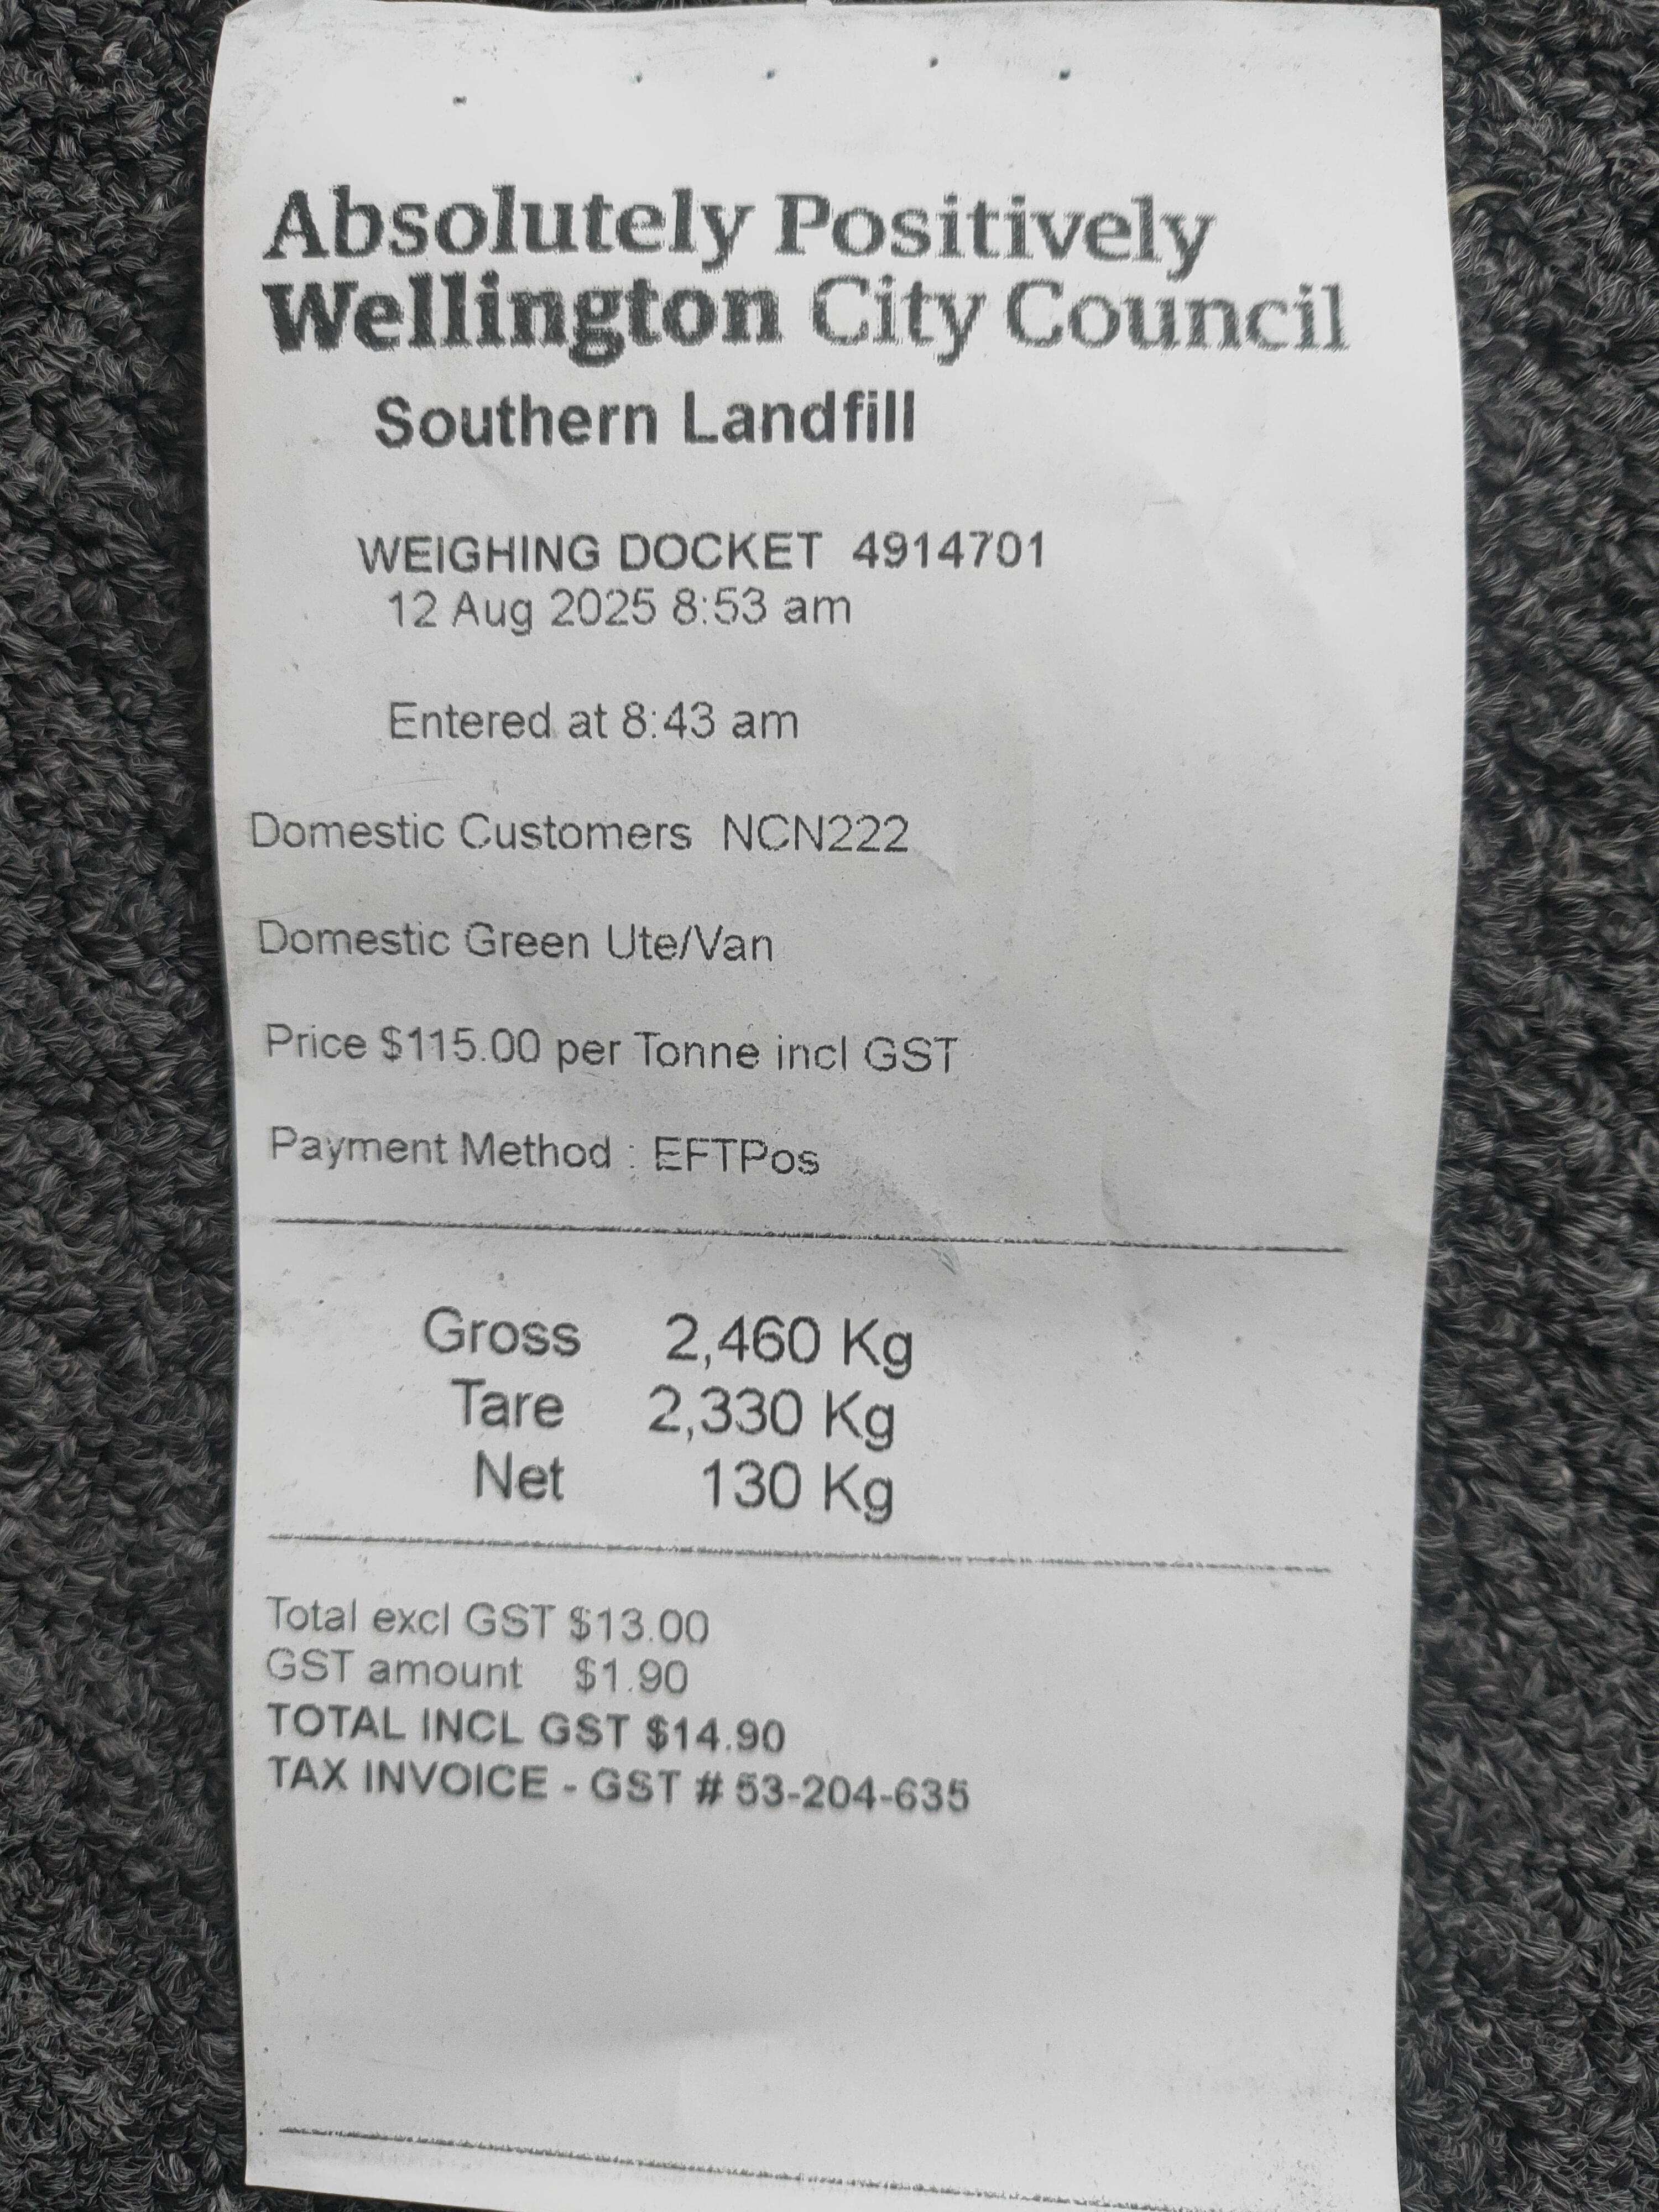 Absolutely Positively
Wellington City Council
Southern Landfill
WEIGHING DOCKET 4914701
12 Aug 2025 8:53 am
Entered at 8:43 am
Domestic Customers NCN222
Domestic Green Ute/Van
Price $115.00 per Tonne incl GST
Payment Method : EFTPos
Gross 2,460 Kg
Tare 2,330 Kg
Net 130 Kg
Total excl GST $13.00
GST amount $1.90
TOTAL INCL GST $14.90
TAX INVOICE - GST # 53-204-635